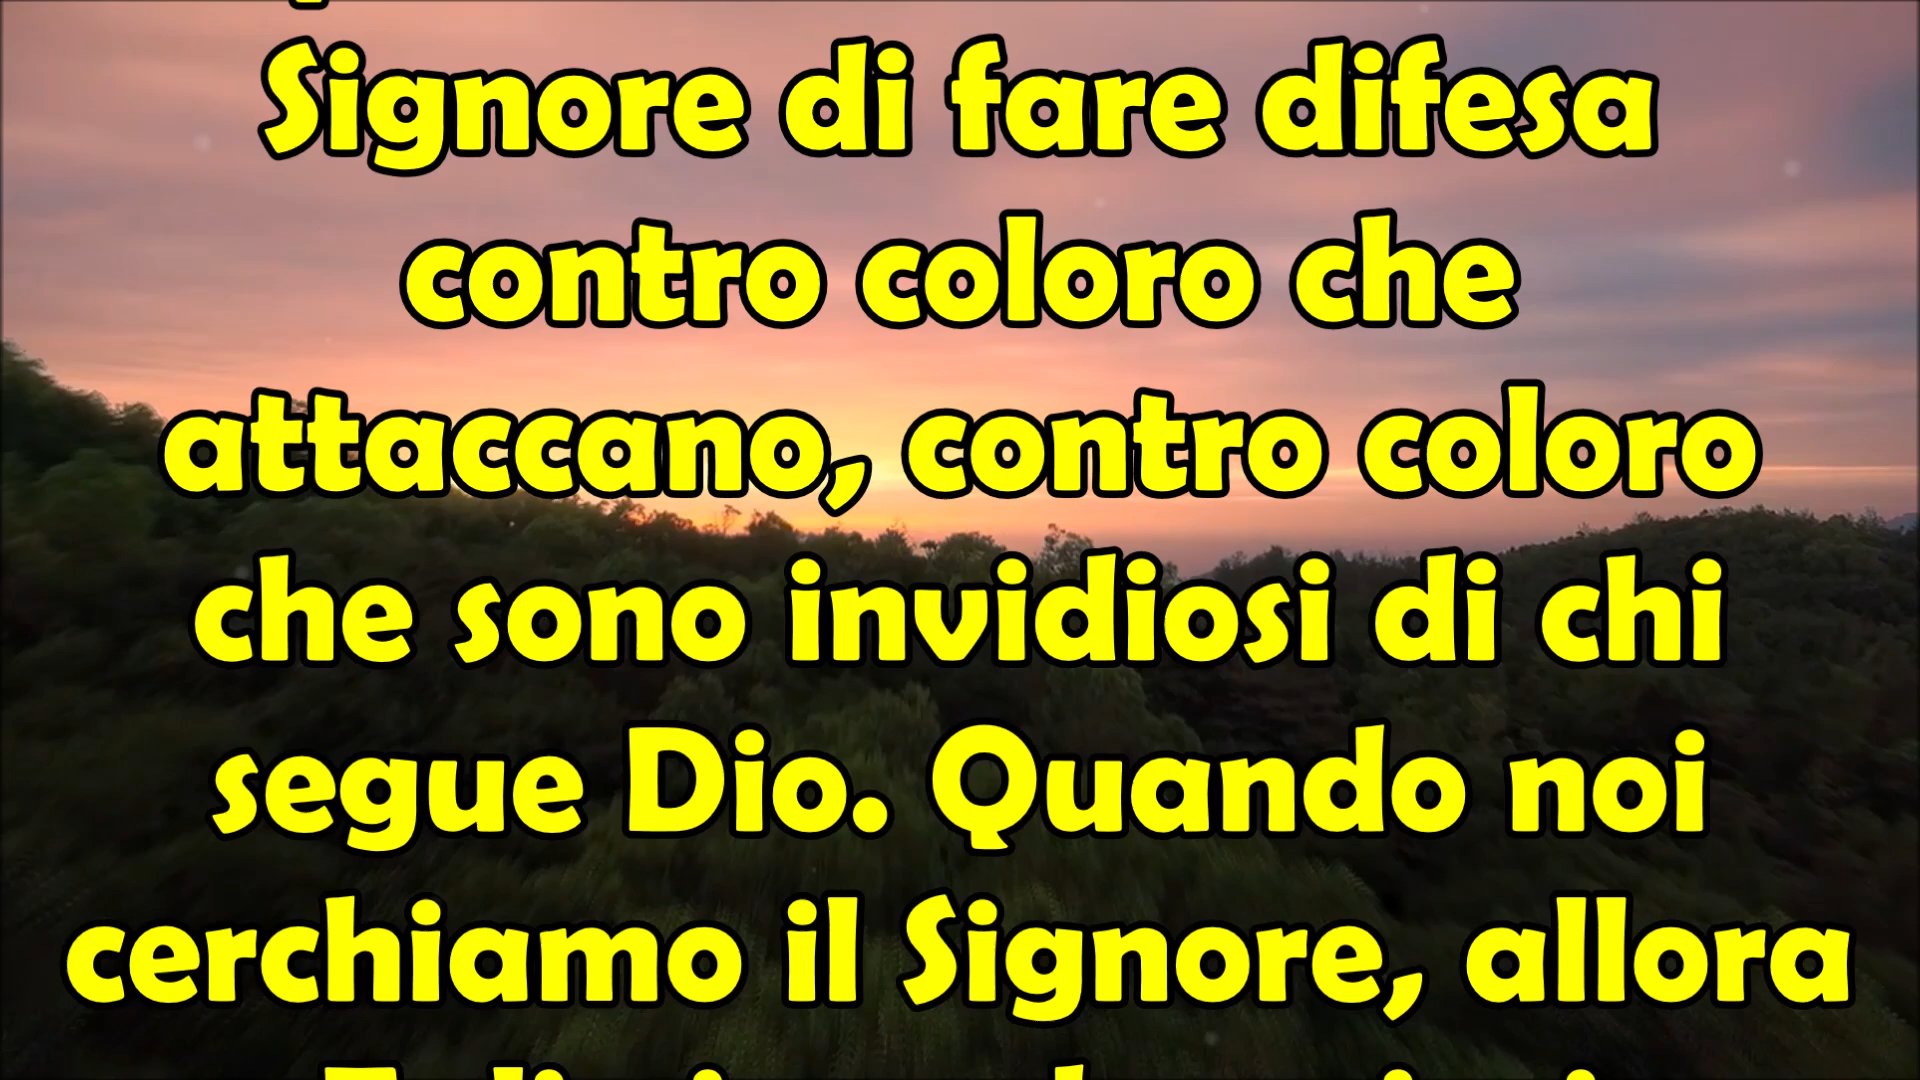 Signore di fare difesa
contro coloro che
attaccano, contro coloro
che sono invidiosi di chi
segue Dio. Quando noi
cerchiamo il Signore, allora